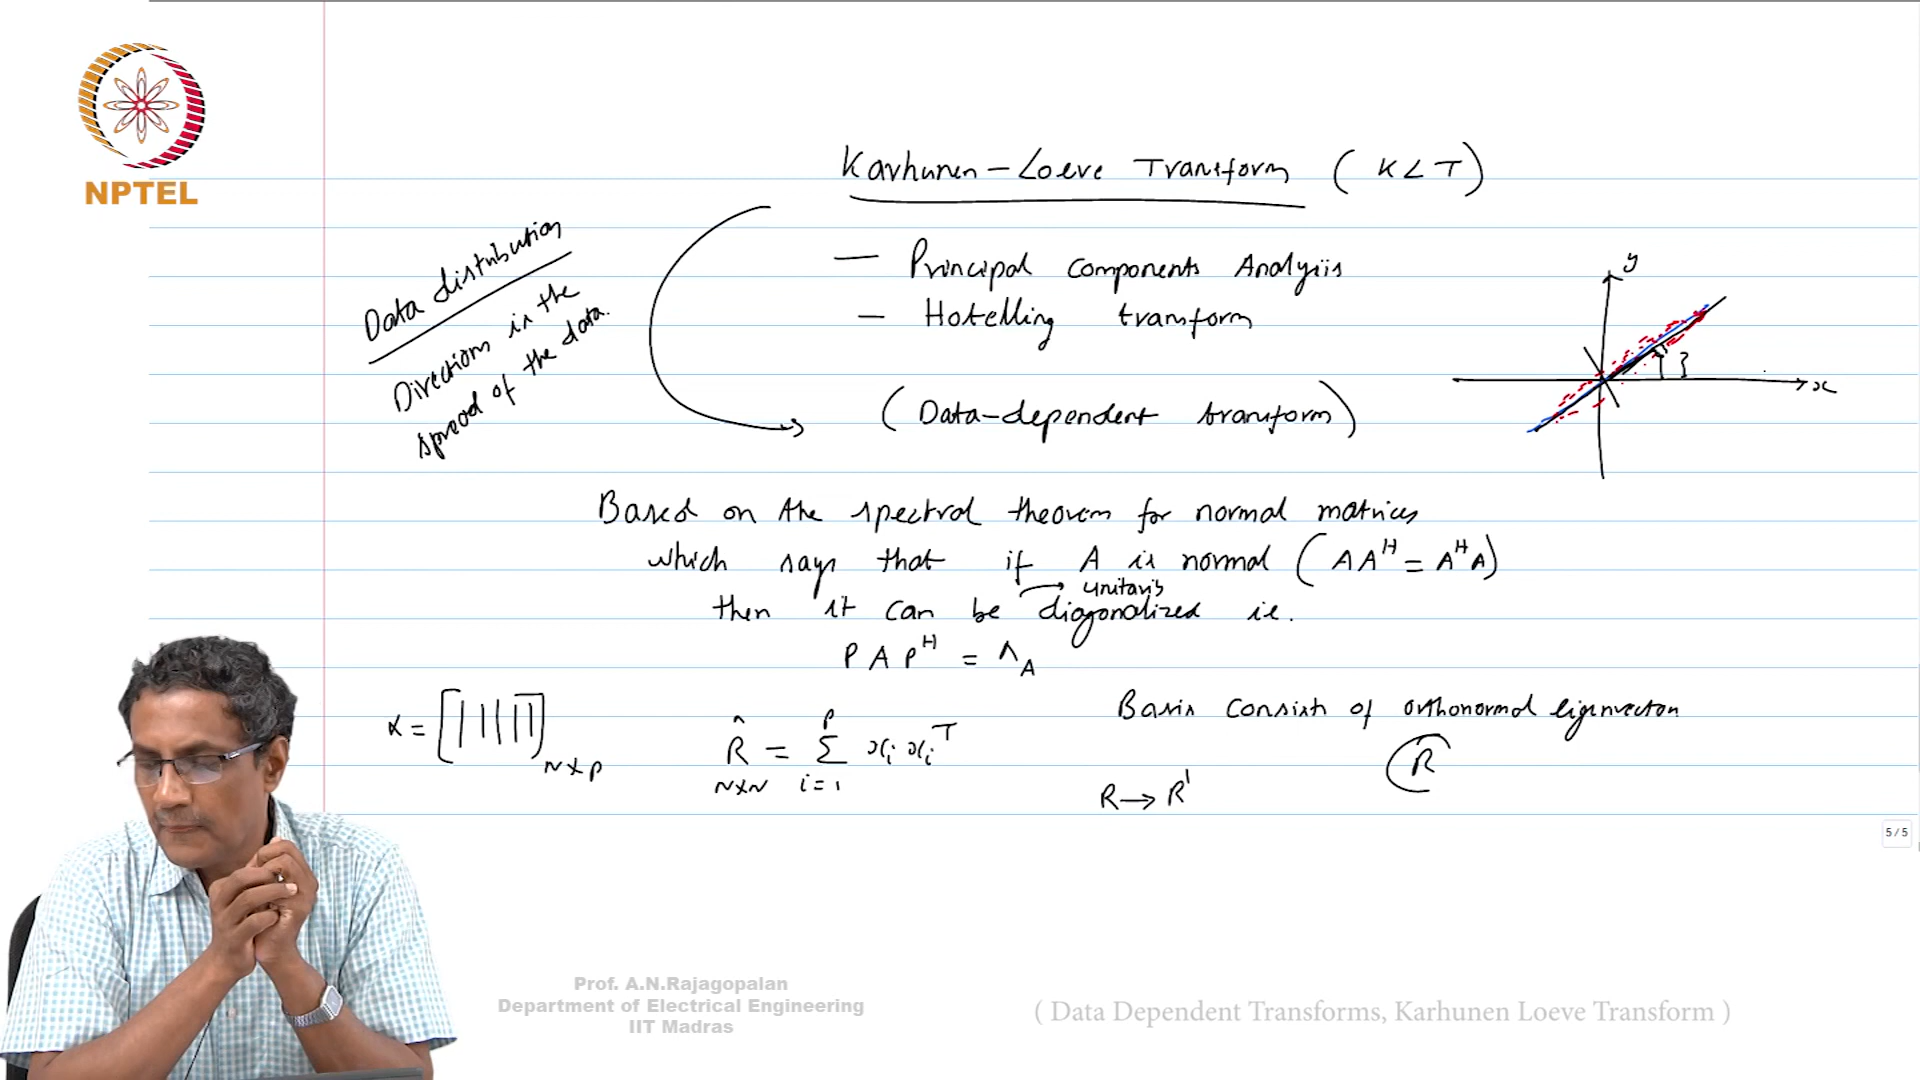 NPTEL
Karhunen-Loeve Transform ( KLT )
Data distribution
Directions in the
spread of the data.
— Principal Components Analysis
— Hotelling transform
(Data-dependent transform)
y
x
Based on the spectral theorem for normal matrices
which says that if A is normal ( A A^H = A^H A )
unitarily
then it can be diagonalized i.e.
P A P^H = Λ_A
X = [ | | | | | ] N×P
R̂ = Σ x_i x_i^T
P
N×N i=1
Basis consists of orthonormal eigenvectors
R
R → R'
5/5
Prof. A.N.Rajagopalan
Department of Electrical Engineering
IIT Madras
( Data Dependent Transforms, Karhunen Loeve Transform )